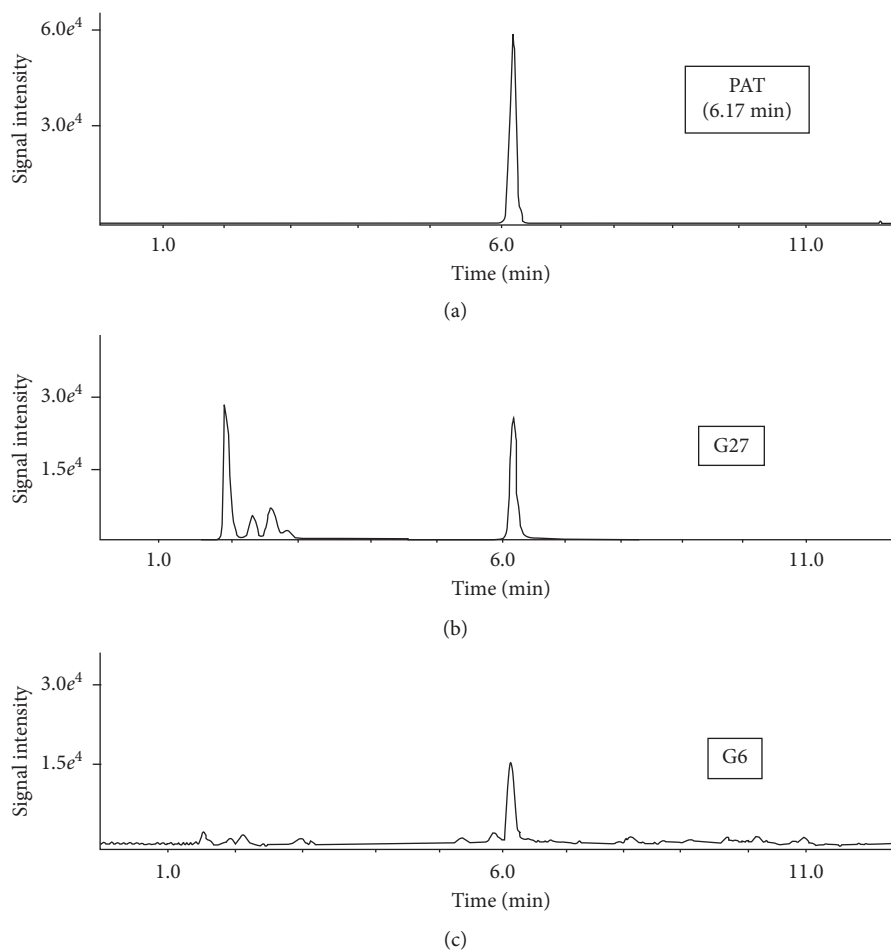 6.0e⁴
3.0e⁴
Signal intensity
PAT
(6.17 min)
1.0 6.0 11.0
Time (min)
(a)
3.0e⁴
1.5e⁴
Signal intensity
G27
1.0 6.0 11.0
Time (min)
(b)
3.0e⁴
1.5e⁴
Signal intensity
G6
1.0 6.0 11.0
Time (min)
(c)